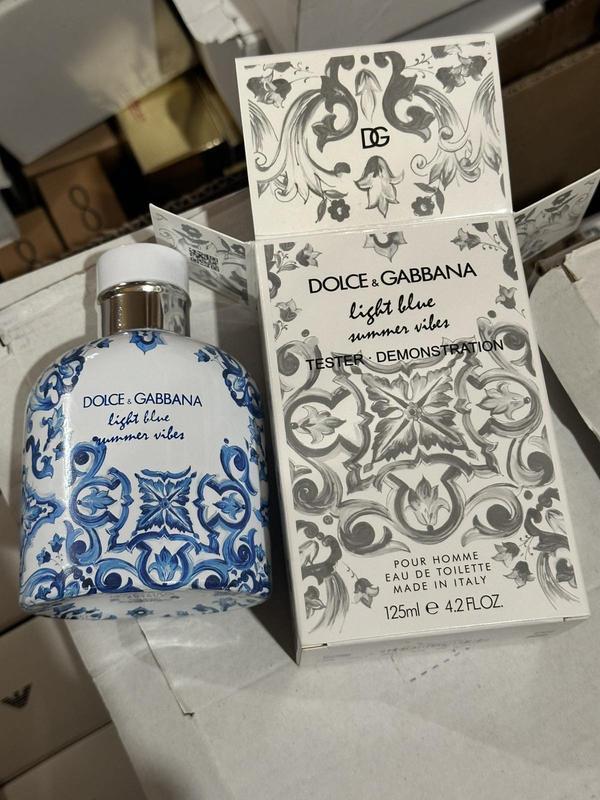 DG
DOLCE & GABBANA
light blue
summer vibes
TESTER · DEMONSTRATION
POUR HOMME
EAU DE TOILETTE
MADE IN ITALY
125ml ℮ 4.2 FL.OZ.
DOLCE & GABBANA
light blue
summer vibes